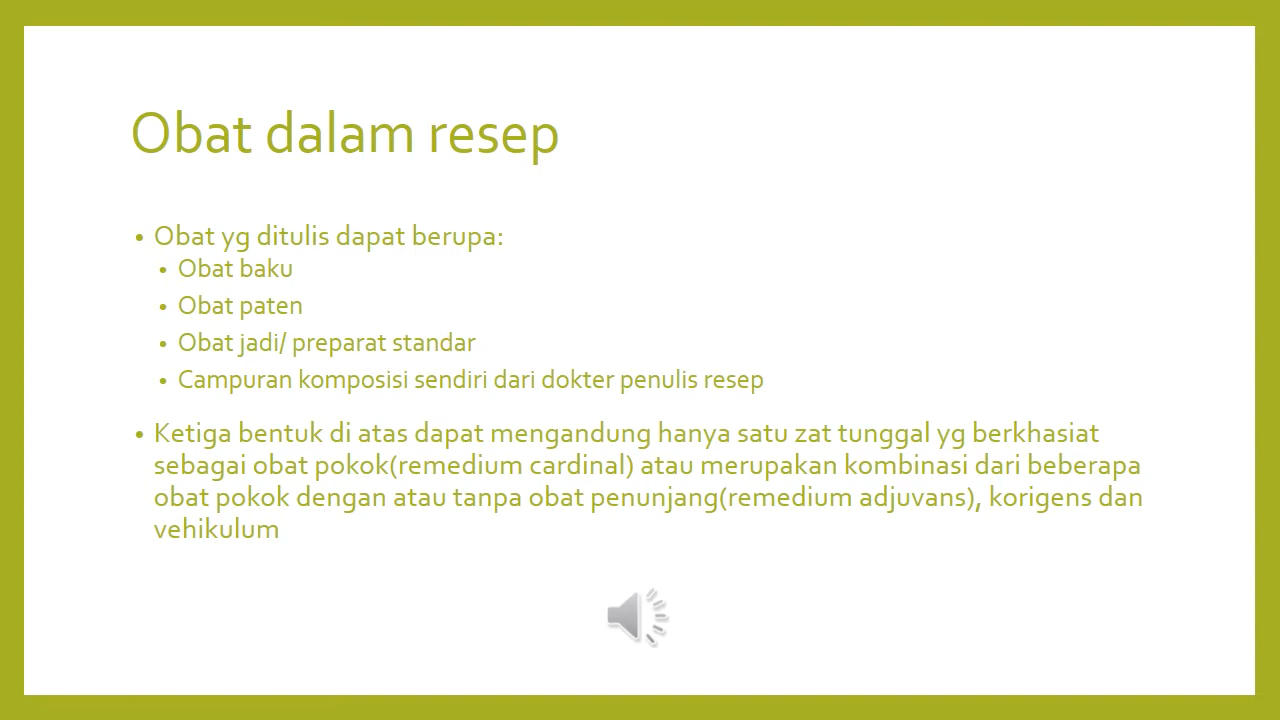 Obat dalam resep
• Obat yg ditulis dapat berupa:
• Obat baku
• Obat paten
• Obat jadi/ preparat standar
• Campuran komposisi sendiri dari dokter penulis resep
• Ketiga bentuk di atas dapat mengandung hanya satu zat tunggal yg berkhasiat
sebagai obat pokok(remedium cardinal) atau merupakan kombinasi dari beberapa
obat pokok dengan atau tanpa obat penunjang(remedium adjuvans), korigens dan
vehikulum